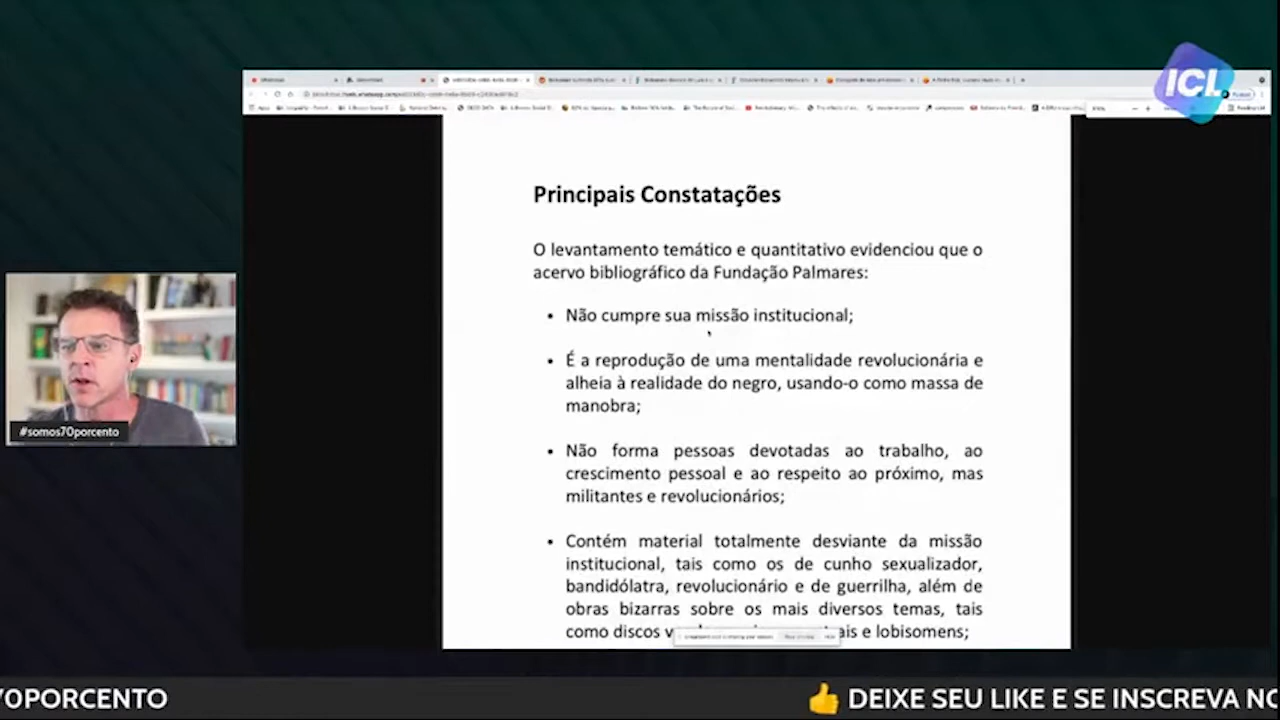 ICL
Principais Constatações
O levantamento temático e quantitativo evidenciou que o
acervo bibliográfico da Fundação Palmares:
• Não cumpre sua missão institucional;
• É a reprodução de uma mentalidade revolucionária e
alheia à realidade do negro, usando-o como massa de
manobra;
• Não forma pessoas devotadas ao trabalho, ao
crescimento pessoal e ao respeito ao próximo, mas
militantes e revolucionários;
• Contém material totalmente desviante da missão
institucional, tais como os de cunho sexualizador,
bandidólatra, revolucionário e de guerrilha, além de
obras bizarras sobre os mais diversos temas, tais
como discos e lobisomens;
#somos70porcento
70PORCENTO
👍 DEIXE SEU LIKE E SE INSCREVA NO